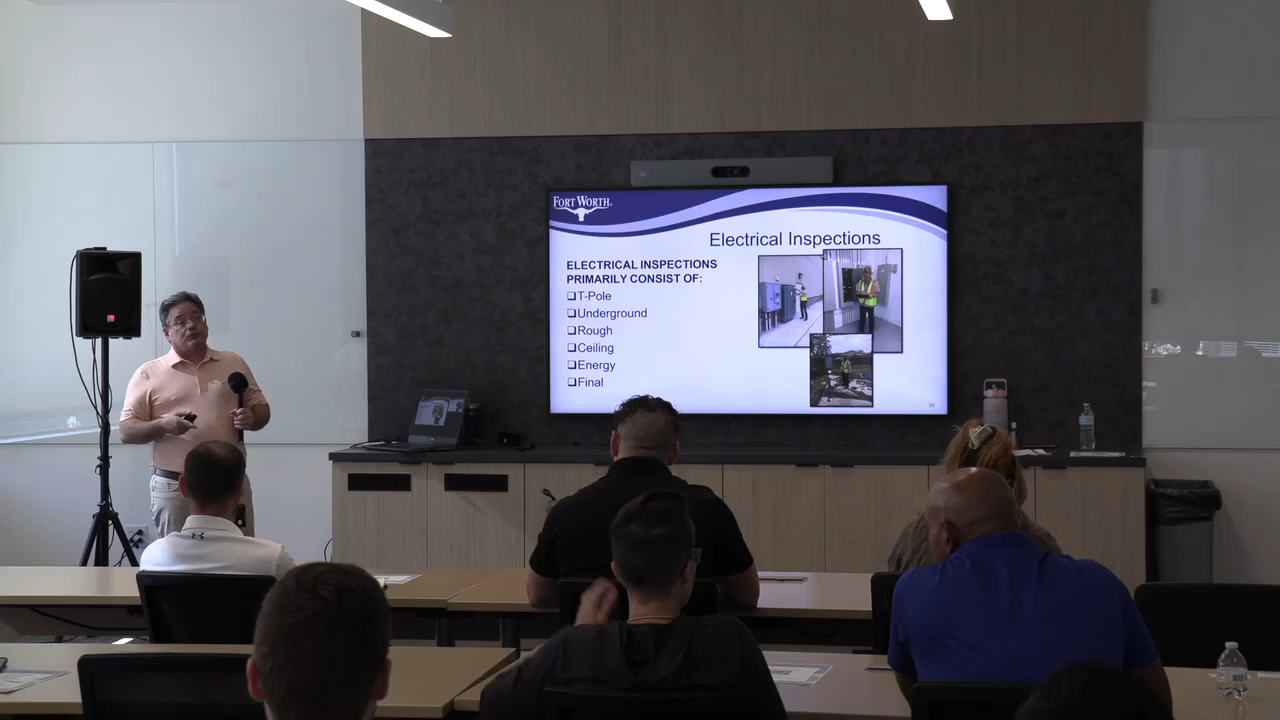 FORT WORTH
Electrical Inspections
ELECTRICAL INSPECTIONS
PRIMARILY CONSIST OF:
T-Pole
Underground
Rough
Ceiling
Energy
Final